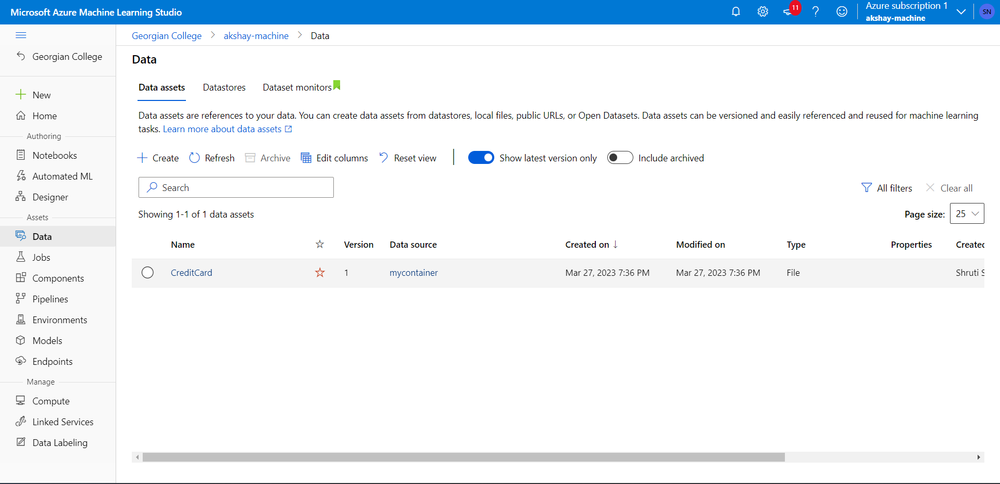 Microsoft Azure Machine Learning Studio
11
Azure subscription 1
akshay-machine
SN
Georgian College
Georgian College > akshay-machine > Data
Data
New
Home
Authoring
Notebooks
Automated ML
Designer
Assets
Data
Jobs
Components
Pipelines
Environments
Models
Endpoints
Manage
Compute
Linked Services
Data Labeling
Data assets Datastores Dataset monitors
Data assets are references to your data. You can create data assets from datastores, local files, public URLs, or Open Datasets. Data assets can be versioned and easily referenced and reused for machine learning
tasks. Learn more about data assets
Create Refresh Archive Edit columns Reset view Show latest version only Include archived
Search
All filters Clear all
Showing 1-1 of 1 data assets
Page size: 25
Name Version Data source Created on ↓ Modified on Type Properties Created
CreditCard 1 mycontainer Mar 27, 2023 7:36 PM Mar 27, 2023 7:36 PM File Shruti S